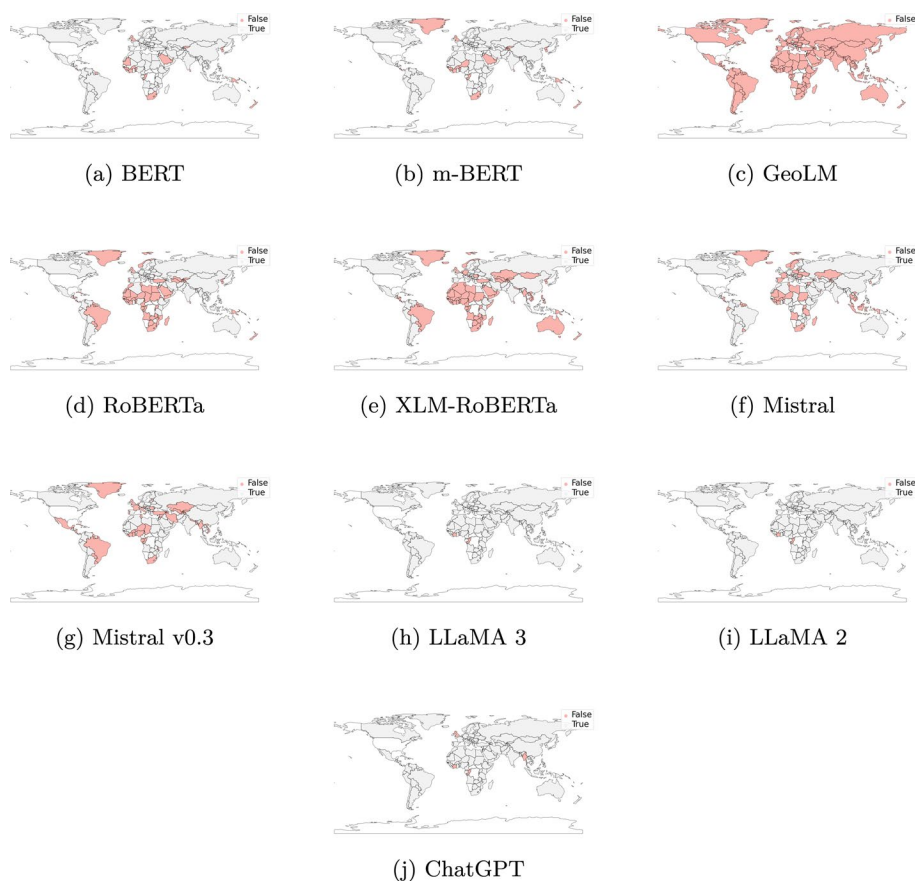 False
True
False
True
False
True
(a) BERT
(b) m-BERT
(c) GeoLM
False
True
False
True
False
True
(d) RoBERTa
(e) XLM-RoBERTa
(f) Mistral
False
True
False
True
False
True
(g) Mistral v0.3
(h) LLaMA 3
(i) LLaMA 2
False
True
(j) ChatGPT